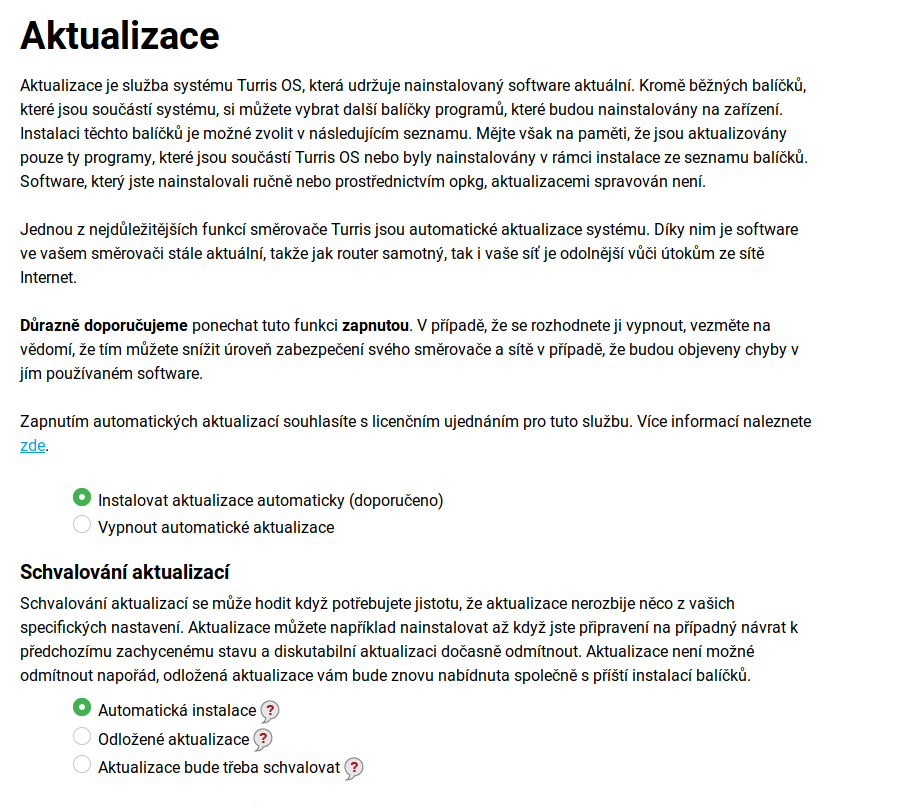 Aktualizace
Aktualizace je služba systému Turris OS, která udržuje nainstalovaný software aktuální. Kromě běžných balíčků,
které jsou součástí systému, si můžete vybrat další balíčky programů, které budou nainstalovány na zařízení.
Instalaci těchto balíčků je možné zvolit v následujícím seznamu. Mějte však na paměti, že jsou aktualizovány
pouze ty programy, které jsou součástí Turris OS nebo byly nainstalovány v rámci instalace ze seznamu balíčků.
Software, který jste nainstalovali ručně nebo prostřednictvím opkg, aktualizacemi spravován není.
Jednou z nejdůležitějších funkcí směrovače Turris jsou automatické aktualizace systému. Díky nim je software
ve vašem směrovači stále aktuální, takže jak router samotný, tak i vaše síť je odolnější vůči útokům ze sítě
Internet.
Důrazně doporučujeme ponechat tuto funkci zapnutou. V případě, že se rozhodnete ji vypnout, vezměte na
vědomí, že tím můžete snížit úroveň zabezpečení svého směrovače a sítě v případě, že budou objeveny chyby v
jím používaném software.
Zapnutím automatických aktualizací souhlasíte s licenčním ujednáním pro tuto službu. Více informací naleznete
zde.
Instalovat aktualizace automaticky (doporučeno)
Vypnout automatické aktualizace
Schvalování aktualizací
Schvalování aktualizací se může hodit když potřebujete jistotu, že aktualizace nerozbije něco z vašich
specifických nastavení. Aktualizace můžete například nainstalovat až když jste připravení na případný návrat k
předchozímu zachycenému stavu a diskutabilní aktualizaci dočasně odmítnout. Aktualizace není možné
odmítnout napořád, odložená aktualizace vám bude znovu nabídnuta společně s příští instalací balíčků.
Automatická instalace ?
Odložené aktualizace ?
Aktualizace bude třeba schvalovat ?